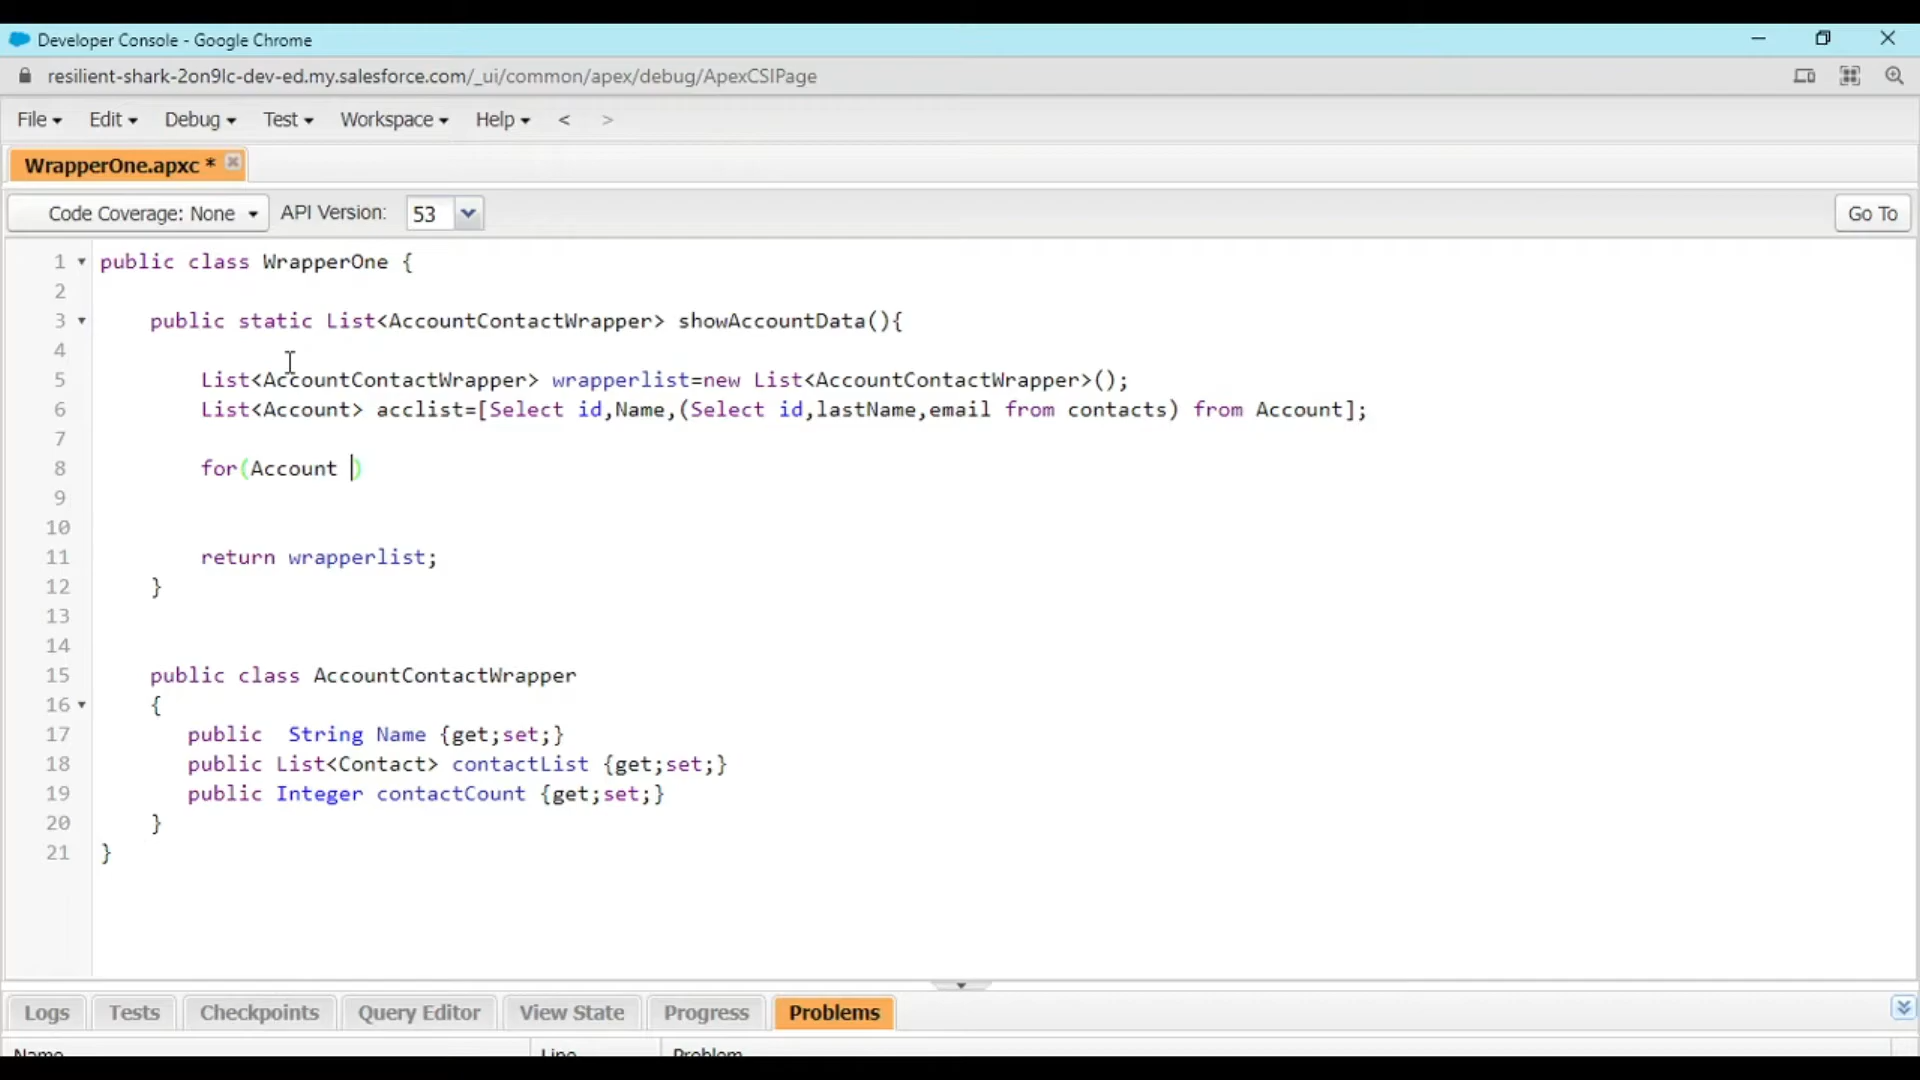 Developer Console - Google Chrome
resilient-shark-2on9lc-dev-ed.my.salesforce.com/_ui/common/apex/debug/ApexCSIPage
File Edit Debug Test Workspace Help < >
WrapperOne.apxc *
Code Coverage: None API Version: 53 Go To
1 public class WrapperOne {
2
3 public static List<AccountContactWrapper> showAccountData(){
4
5 List<AccountContactWrapper> wrapperlist=new List<AccountContactWrapper>();
6 List<Account> acclist=[Select id,Name,(Select id,lastName,email from contacts) from Account];
7
8 for(Account )
9
10
11 return wrapperlist;
12 }
13
14
15 public class AccountContactWrapper
16 {
17 public  String Name {get;set;}
18 public List<Contact> contactList {get;set;}
19 public Integer contactCount {get;set;}
20 }
21 }
Logs Tests Checkpoints Query Editor View State Progress Problems
Name Line Problem